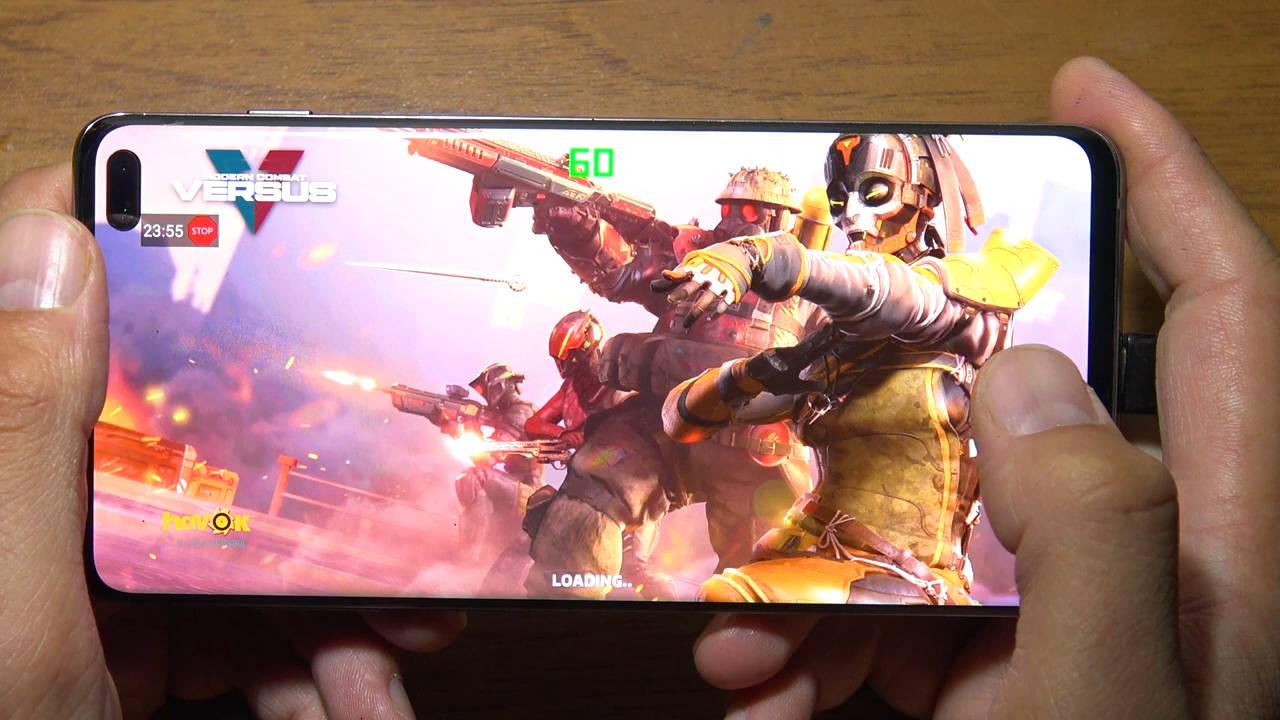 MODERN COMBAT
VERSUS
60
23:55 STOP
havok
LOADING..